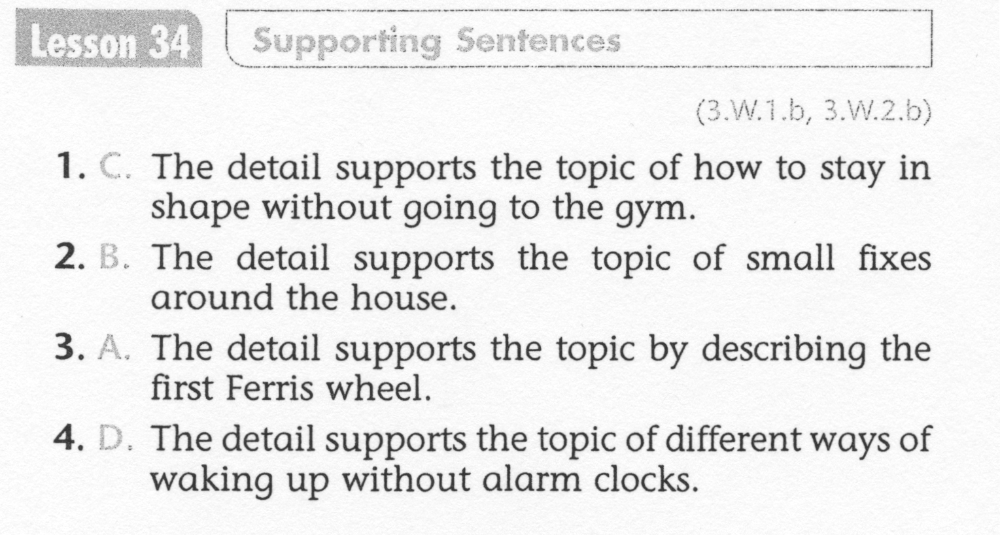 Lesson 34 Supporting Sentences
(3.W.1.b, 3.W.2.b)
1. C. The detail supports the topic of how to stay in
shape without going to the gym.
2. B. The detail supports the topic of small fixes
around the house.
3. A. The detail supports the topic by describing the
first Ferris wheel.
4. D. The detail supports the topic of different ways of
waking up without alarm clocks.